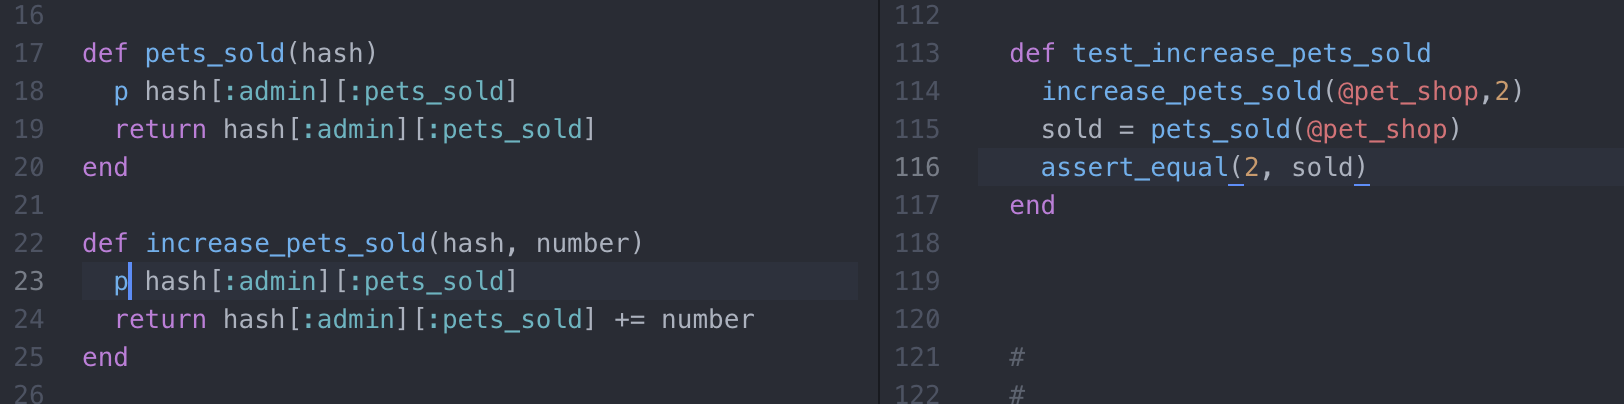 16
17 def pets_sold(hash)
18   p hash[:admin][:pets_sold]
19   return hash[:admin][:pets_sold]
20 end
21
22 def increase_pets_sold(hash, number)
23   p hash[:admin][:pets_sold]
24   return hash[:admin][:pets_sold] += number
25 end
26
112
113   def test_increase_pets_sold
114     increase_pets_sold(@pet_shop,2)
115     sold = pets_sold(@pet_shop)
116     assert_equal(2, sold)
117   end
118
119
120
121   #
122   #